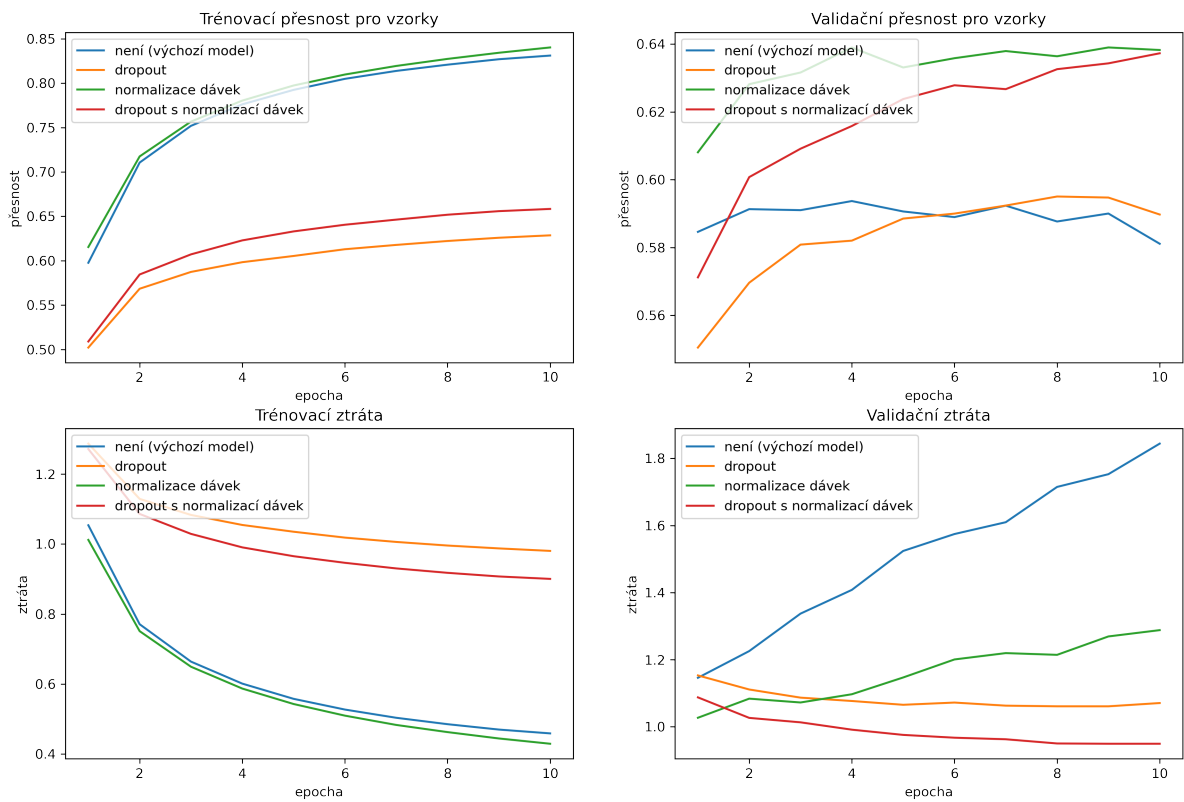 Trénovací přesnost pro vzorky
0.85
0.80
0.75
0.70
0.65
0.60
0.55
0.50
přesnost
není (výchozí model)
dropout
normalizace dávek
dropout s normalizací dávek
2
4
6
8
10
epocha
Validační přesnost pro vzorky
0.64
0.62
0.60
0.58
0.56
přesnost
není (výchozí model)
dropout
normalizace dávek
dropout s normalizací dávek
2
4
6
8
10
epocha
Trénovací ztráta
1.2
1.0
0.8
0.6
0.4
ztráta
není (výchozí model)
dropout
normalizace dávek
dropout s normalizací dávek
2
4
6
8
10
epocha
Validační ztráta
1.8
1.6
1.4
1.2
1.0
ztráta
není (výchozí model)
dropout
normalizace dávek
dropout s normalizací dávek
2
4
6
8
10
epocha